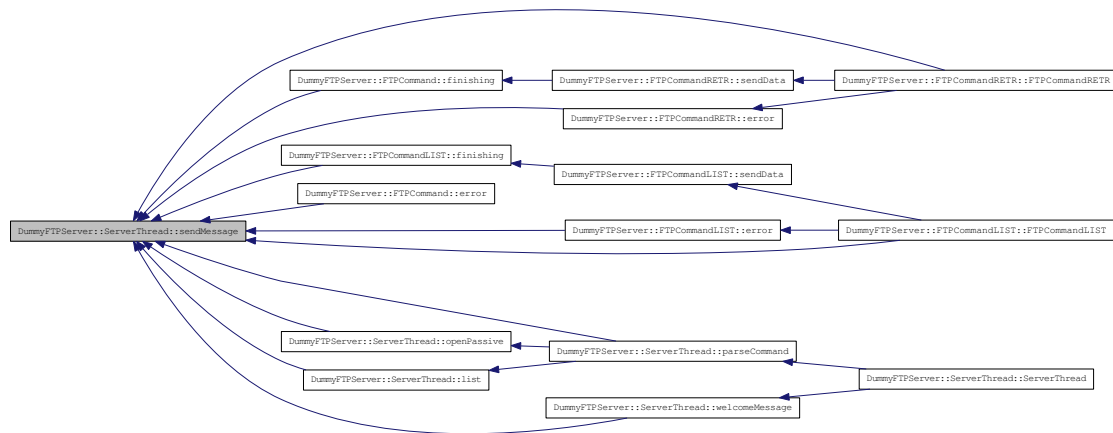 DummyFTPServer::FTPCommand::finishing
DummyFTPServer::FTPCommandRETR::sendData
DummyFTPServer::FTPCommandRETR::FTPCommandRETR
DummyFTPServer::FTPCommandRETR::error
DummyFTPServer::FTPCommandLIST::finishing
DummyFTPServer::FTPCommandLIST::sendData
DummyFTPServer::FTPCommand::error
DummyFTPServer::ServerThread::sendMessage
DummyFTPServer::FTPCommandLIST::error
DummyFTPServer::FTPCommandLIST::FTPCommandLIST
DummyFTPServer::ServerThread::openPassive
DummyFTPServer::ServerThread::parseCommand
DummyFTPServer::ServerThread::list
DummyFTPServer::ServerThread::ServerThread
DummyFTPServer::ServerThread::welcomeMessage